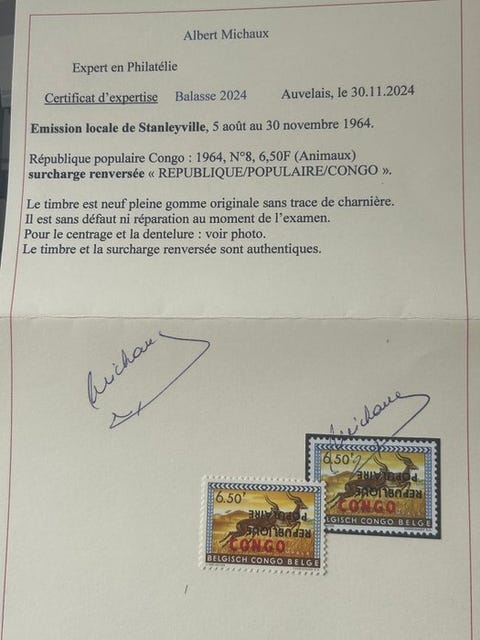 Albert Michaux
Expert en Philatélie
Certificat d'expertise Balasse 2024 Auvelais, le 30.11.2024
Emission locale de Stanleyville, 5 août au 30 novembre 1964.
République populaire Congo : 1964, N°8, 6,50F (Animaux)
surcharge renversée « REPUBLIQUE/POPULAIRE/CONGO ».
Le timbre est neuf pleine gomme originale sans trace de charnière.
Il est sans défaut ni réparation au moment de l'examen.
Pour le centrage et la dentelure : voir photo.
Le timbre et la surcharge renversée sont authentiques.
Michaux
Michaux
6.50F
REPUBLIQUE
POPULAIRE
CONGO
BELGISCH CONGO BELGE
6.50F
REPUBLIQUE
POPULAIRE
CONGO
BELGISCH CONGO BELGE